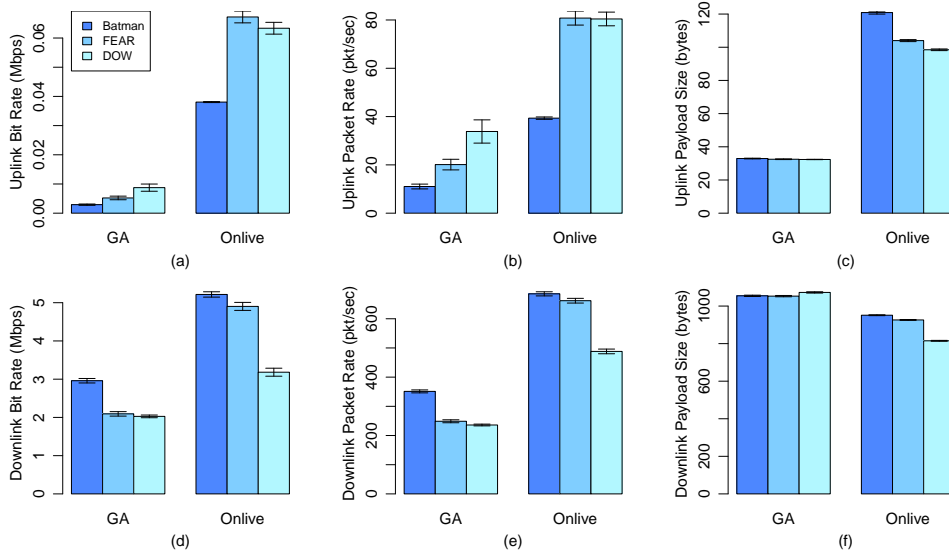 Uplink Bit Rate (Mbps)
0.00
0.02
0.04
0.06
Batman
FEAR
DOW
GA
Onlive
(a)
Uplink Packet Rate (pkt/sec)
0
20
40
60
80
GA
Onlive
(b)
Uplink Payload Size (bytes)
0
20
40
60
80
120
GA
Onlive
(c)
Downlink Bit Rate (Mbps)
0
1
2
3
4
5
GA
Onlive
(d)
Downlink Packet Rate (pkt/sec)
0
200
400
600
GA
Onlive
(e)
Downlink Payload Size (bytes)
0
200
600
1000
GA
Onlive
(f)